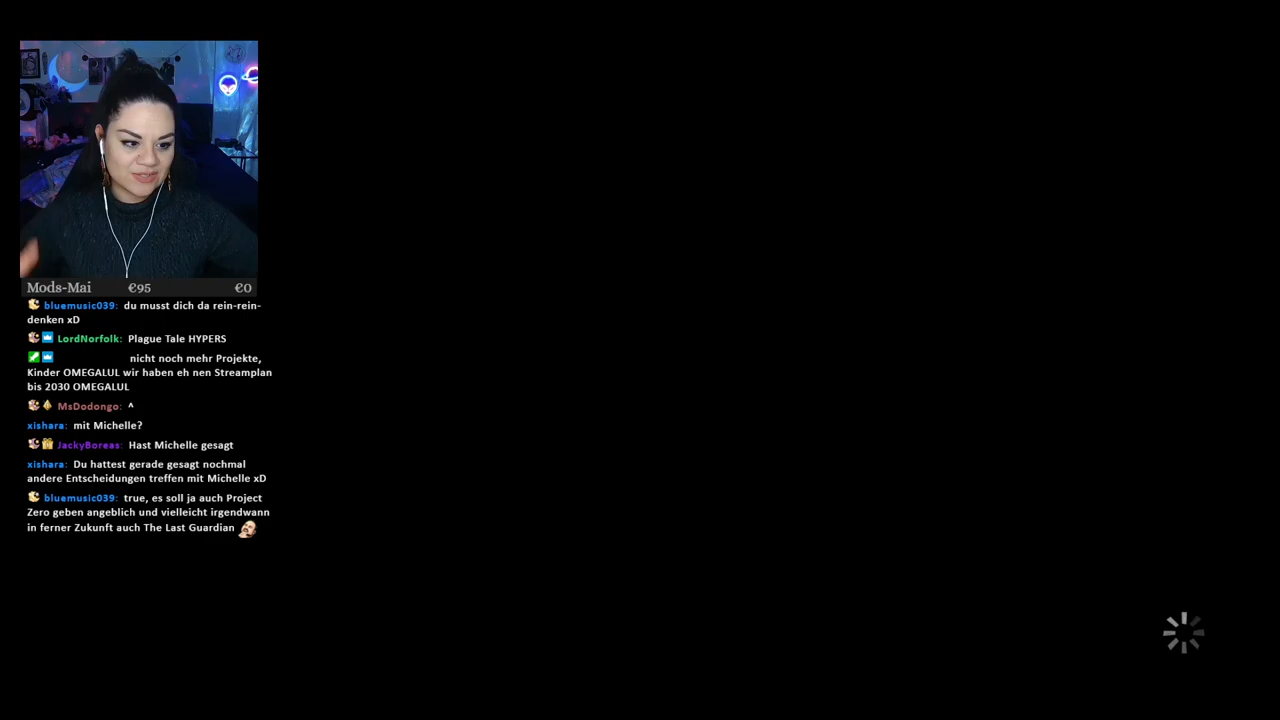 Mods-Mai €95 €0
bluemusic039: du musst dich da rein-rein-
denken xD
LordNorfolk: Plague Tale HYPERS
nicht noch mehr Projekte,
Kinder OMEGALUL wir haben eh nen Streamplan
bis 2030 OMEGALUL
MsDodongo: ^
xishara: mit Michelle?
JackyBoreas: Hast Michelle gesagt
xishara: Du hattest gerade gesagt nochmal
andere Entscheidungen treffen mit Michelle xD
bluemusic039: true, es soll ja auch Project
Zero geben angeblich und vielleicht irgendwann
in ferner Zukunft auch The Last Guardian